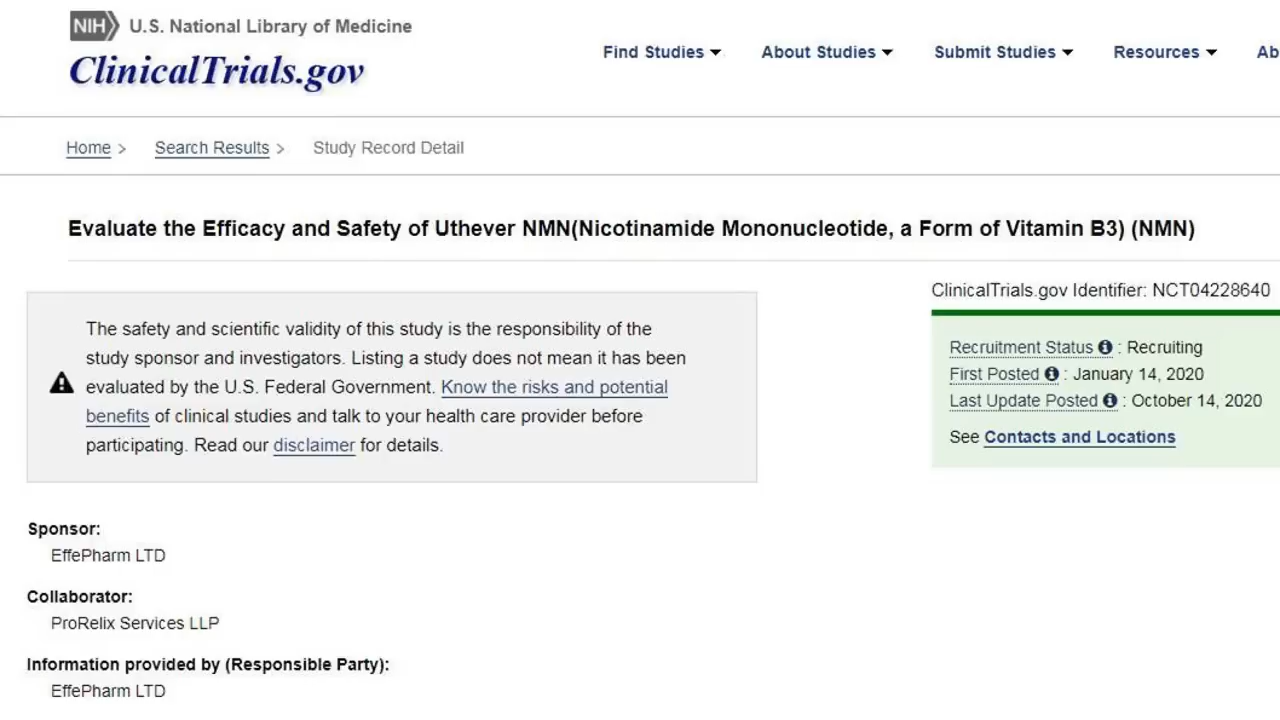 NIH U.S. National Library of Medicine
ClinicalTrials.gov
Find Studies About Studies Submit Studies Resources Ab
Home > Search Results > Study Record Detail
Evaluate the Efficacy and Safety of Uthever NMN(Nicotinamide Mononucleotide, a Form of Vitamin B3) (NMN)
The safety and scientific validity of this study is the responsibility of the
study sponsor and investigators. Listing a study does not mean it has been
evaluated by the U.S. Federal Government. Know the risks and potential
benefits of clinical studies and talk to your health care provider before
participating. Read our disclaimer for details.
ClinicalTrials.gov Identifier: NCT04228640
Recruitment Status : Recruiting
First Posted : January 14, 2020
Last Update Posted : October 14, 2020
See Contacts and Locations
Sponsor:
EffePharm LTD
Collaborator:
ProRelix Services LLP
Information provided by (Responsible Party):
EffePharm LTD